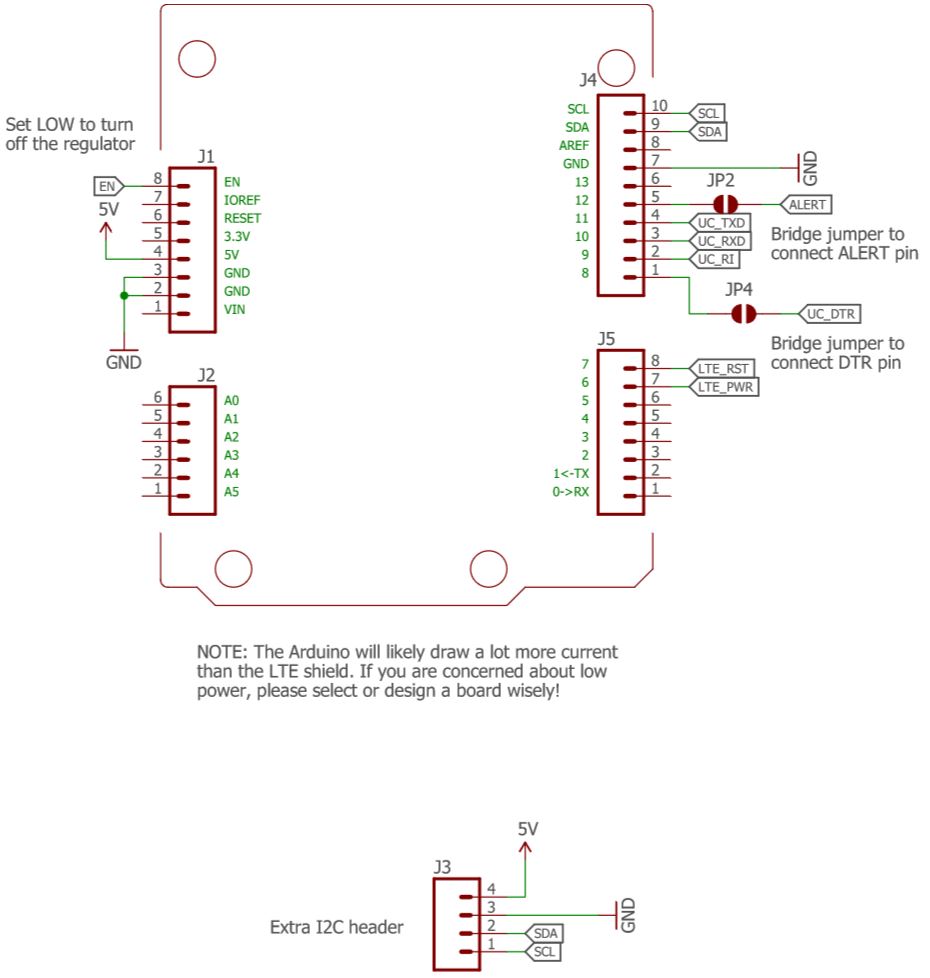 Set LOW to turn
off the regulator
J1
EN
8 EN
7 IOREF
5V
6 RESET
5 3.3V
4 5V
3 GND
2 GND
1 VIN
GND
J2
6 A0
5 A1
4 A2
3 A3
2 A4
1 A5
J4
SCL 10 SCL
SDA 9 SDA
AREF 8
GND 7 GND
13 6
JP2
12 5 ALERT
11 4 UC_TXD
10 3 UC_RXD
9 2 UC_RI
8 1
Bridge jumper to
connect ALERT pin
JP4
UC_DTR
Bridge jumper to
connect DTR pin
J5
7 8 LTE_RST
6 7 LTE_PWR
5 6
4 5
3 4
2 3
1<-TX 2
0->RX 1
NOTE: The Arduino will likely draw a lot more current
than the LTE shield. If you are concerned about low
power, please select or design a board wisely!
5V
J3
4
3 GND
Extra I2C header
2 SDA
1 SCL